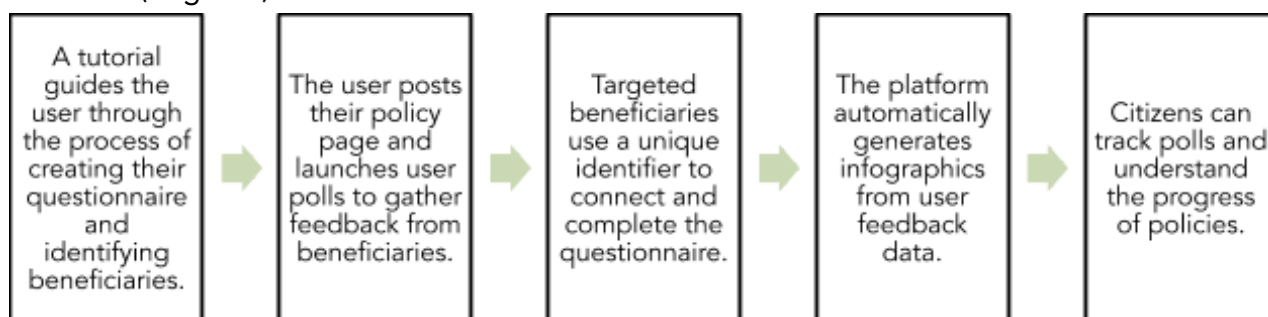 A tutorial
guides the
user through
the process of
creating their
questionnaire
and
identifying
beneficiaries.
The user posts
their policy
page and
launches user
polls to gather
feedback from
beneficiaries.
Targeted
beneficiaries
use a unique
identifier to
connect and
complete the
questionnaire.
The platform
automatically
generates
infographics
from user
feedback
data.
Citizens can
track polls and
understand
the progress
of policies.